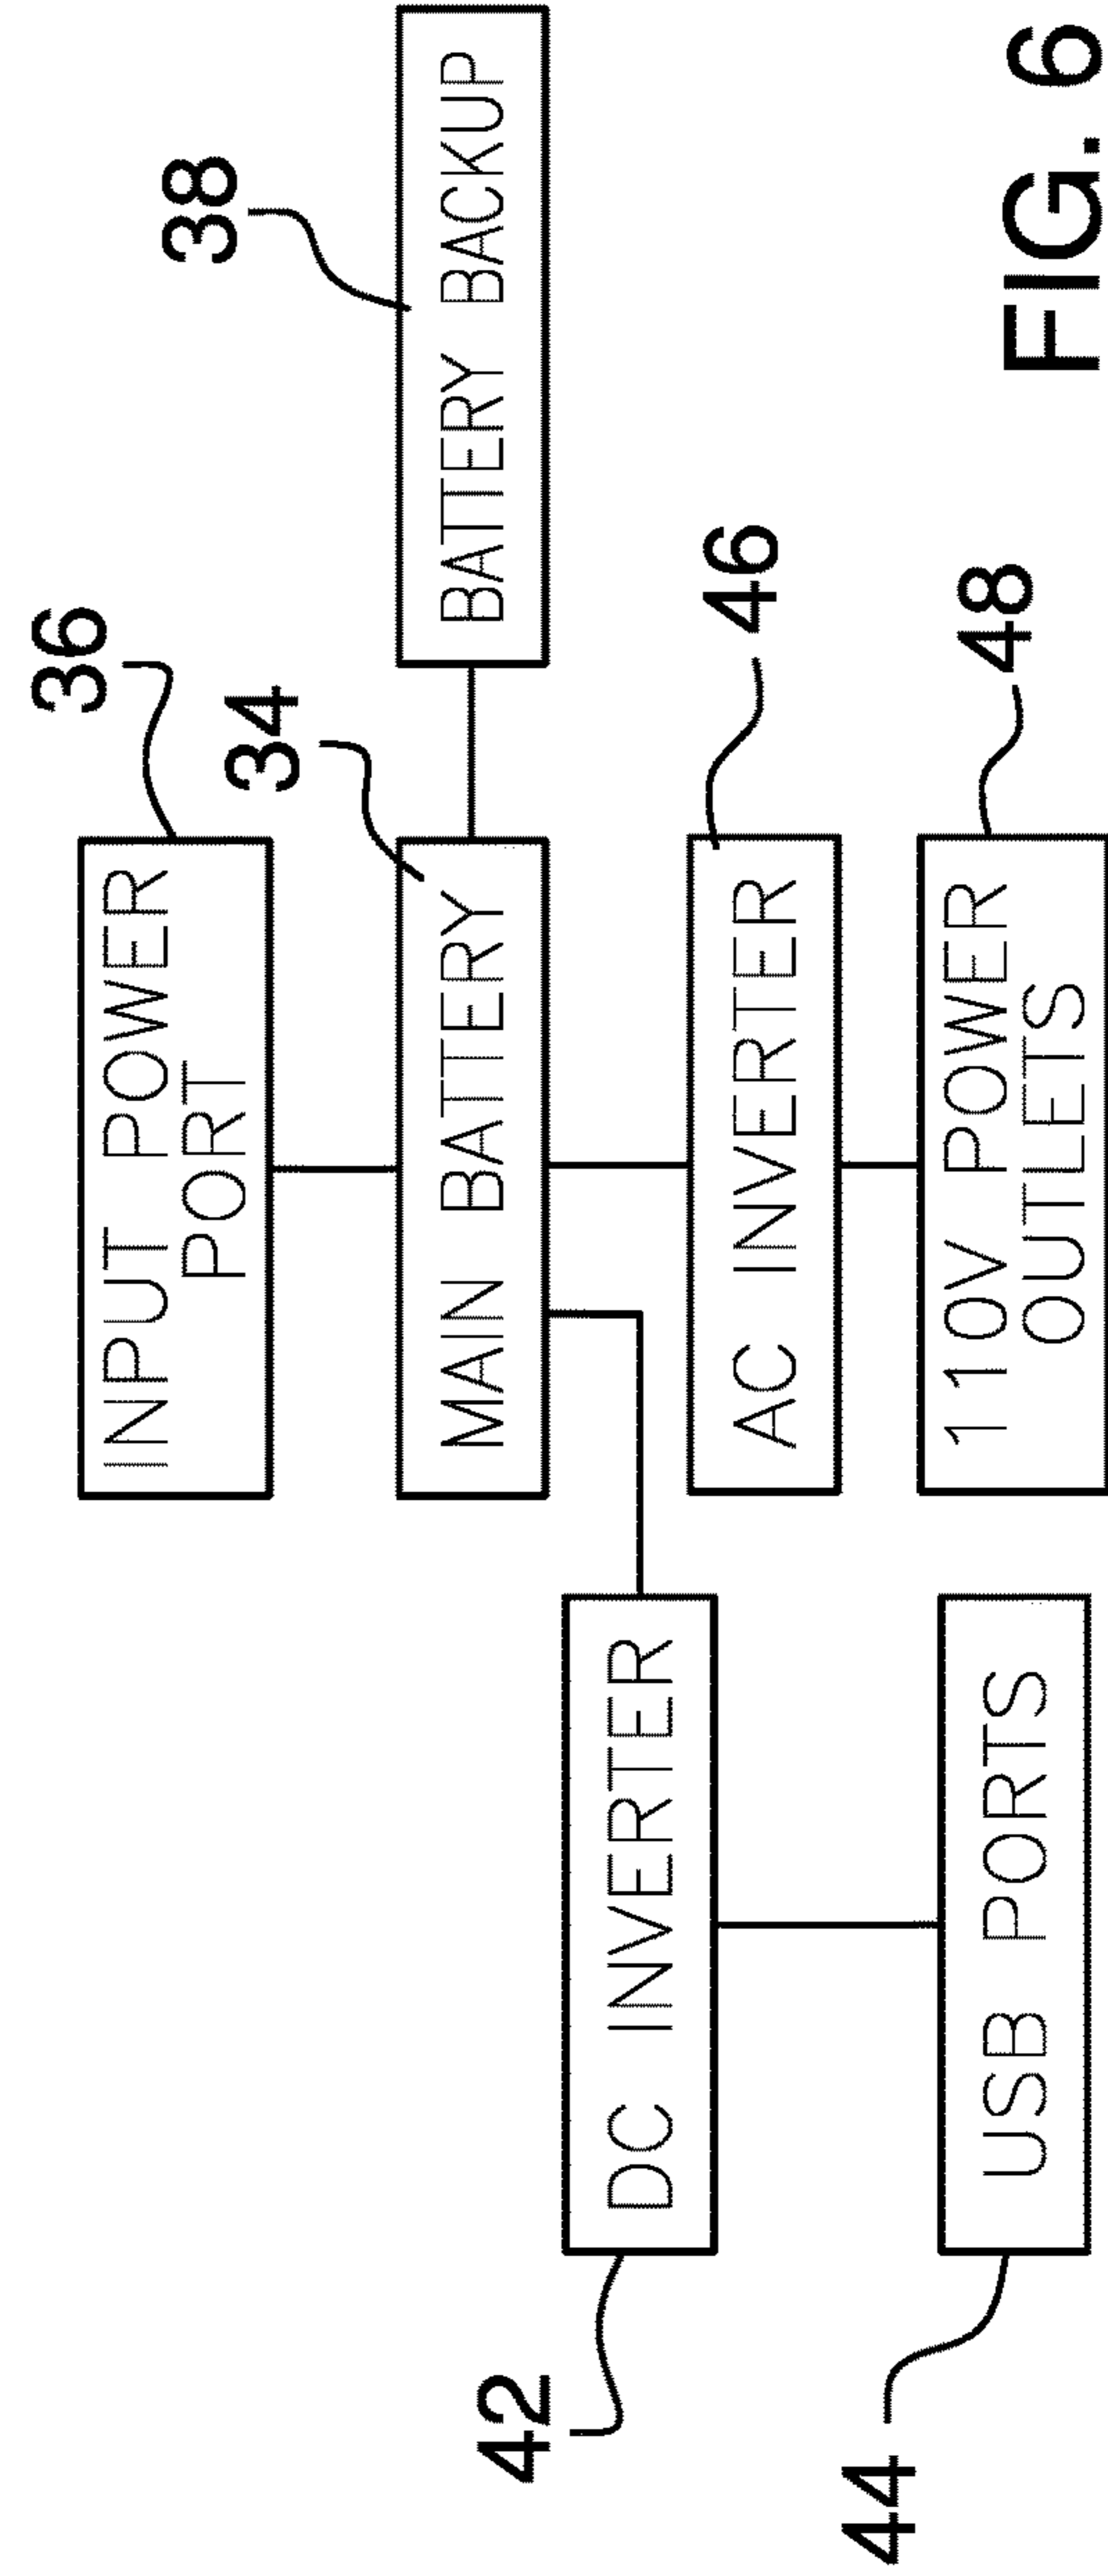 36
INPUT POWER
PORT
34
38
MAIN BATTERY
BATTERY BACKUP
42
DC INVERTER
46
AC INVERTER
44
USB PORTS
48
110V POWER
OUTLETS
FIG. 6